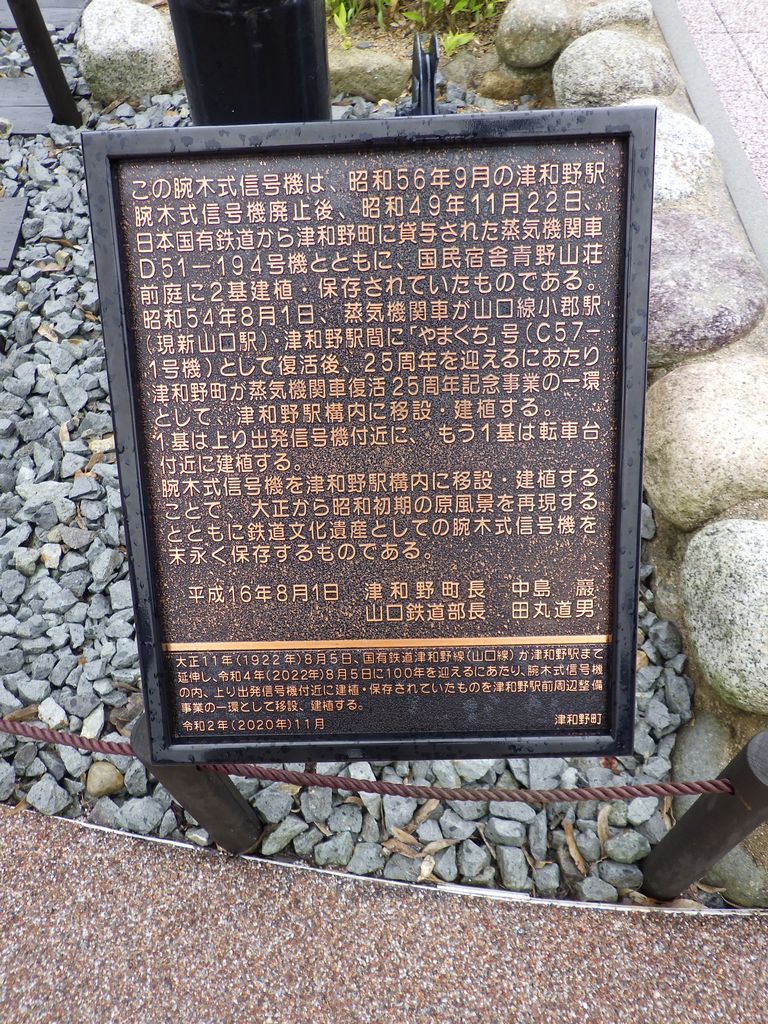 この腕木式信号機は、昭和56年9月の津和野駅
腕木式信号機廃止後、昭和49年11月22日、
日本国有鉄道から津和野町に貸与された蒸気機関車
D51-194号機とともに、国民宿舎青野山荘
前庭に2基建植・保存されていたものである。
昭和54年8月1日、蒸気機関車が山口線小郡駅
(現新山口駅)・津和野駅間に「やまぐち」号(C57-
1号機)として復活後、25周年を迎えるにあたり
津和野町が蒸気機関車復活25周年記念事業の一環
として、津和野駅構内に移設・建植する。
1基は上り出発信号機付近に、もう1基は転車台
付近に建植する。
腕木式信号機を津和野駅構内に移設・建植する
ことで、大正から昭和初期の原風景を再現する
とともに鉄道文化遺産としての腕木式信号機を
末永く保存するものである。
平成16年8月1日 津和野町長 中島 巖
山口鉄道部長 田丸道男
大正11年(1922年)8月5日、国有鉄道津和野線(山口線)が津和野駅まで
延伸し、令和4年(2022年)8月5日に100年を迎えるにあたり、腕木式信号機
の内、上り出発信号機付近に建植・保存されていたものを津和野駅前周辺整備
事業の一環として移設、建植する。
令和2年(2020年)11月 津和野町